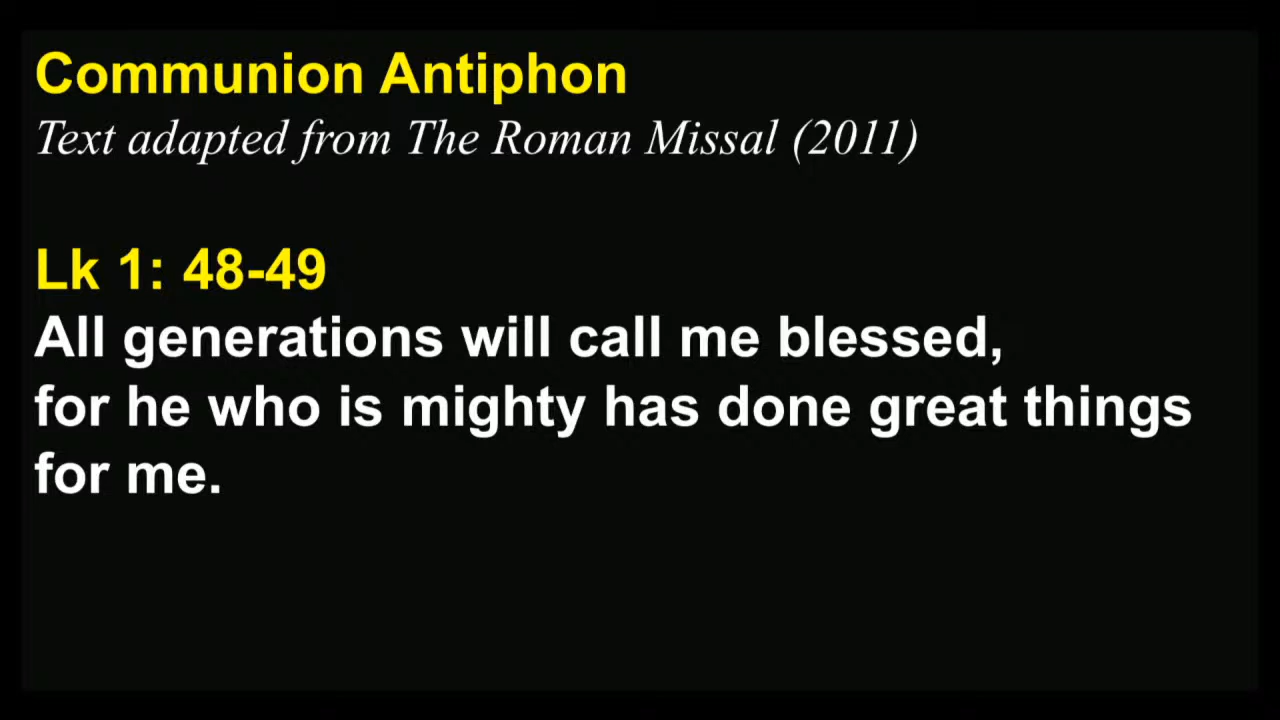 Communion Antiphon
Text adapted from The Roman Missal (2011)
Lk 1: 48-49
All generations will call me blessed,
for he who is mighty has done great things
for me.